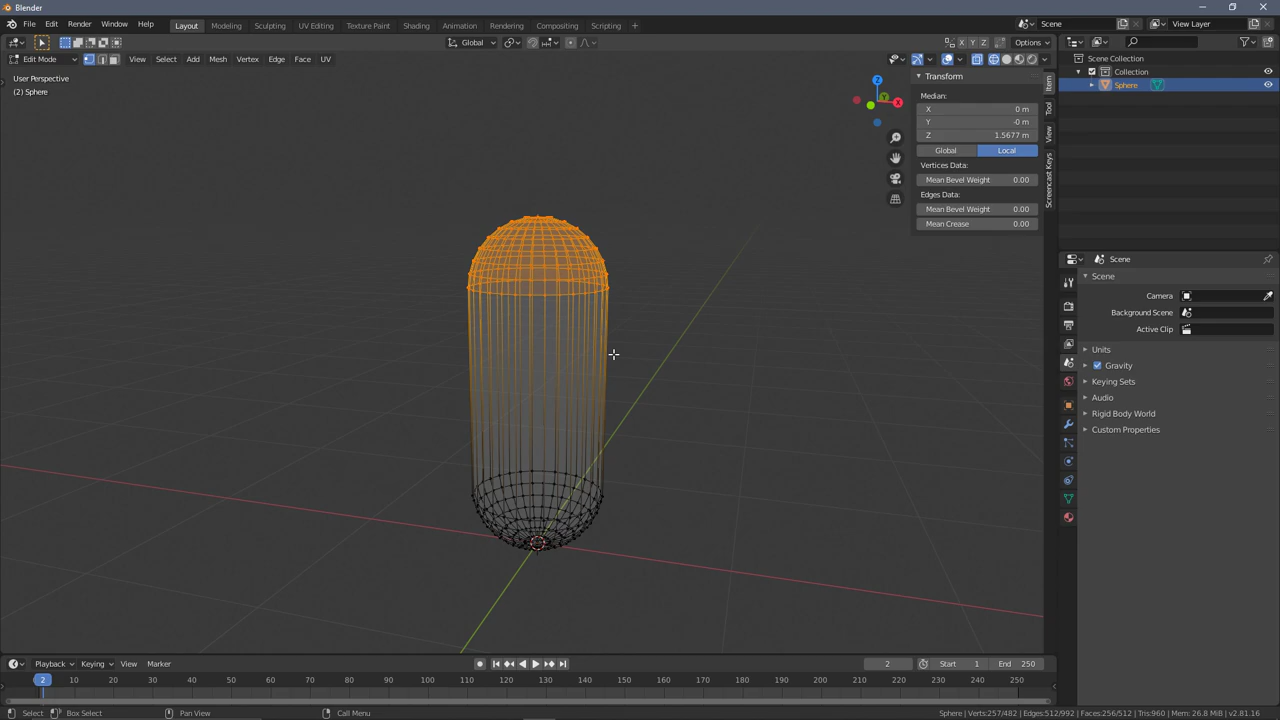 Blender
File Edit Render Window Help
Layout Modeling Sculpting UV Editing Texture Paint Shading Animation Rendering Compositing Scripting +
Scene View Layer
Global X Y Z Options
Edit Mode View Select Add Mesh Vertex Edge Face UV
User Perspective
(2) Sphere
Z
Y
X
Transform
Median:
X 0 m
Y -0 m
Z 1.5677 m
Global Local
Vertices Data:
Mean Bevel Weight 0.00
Edges Data:
Mean Bevel Weight 0.00
Mean Crease 0.00
Item
Tool
View
Screencast Keys
Scene Collection
Collection
Sphere
Scene
Scene
Camera
Background Scene
Active Clip
Units
Gravity
Keying Sets
Audio
Rigid Body World
Custom Properties
Playback Keying View Marker 2 Start 1 End 250
2 10 20 30 40 50 60 70 80 90 100 110 120 130 140 150 160 170 180 190 200 210 220 230 240 250
Select Box Select Pan View Call Menu Sphere | Verts:257/482 | Edges:512/992 | Faces:256/512 | Tris:960 | Mem: 26.8 MiB | v2.81.16